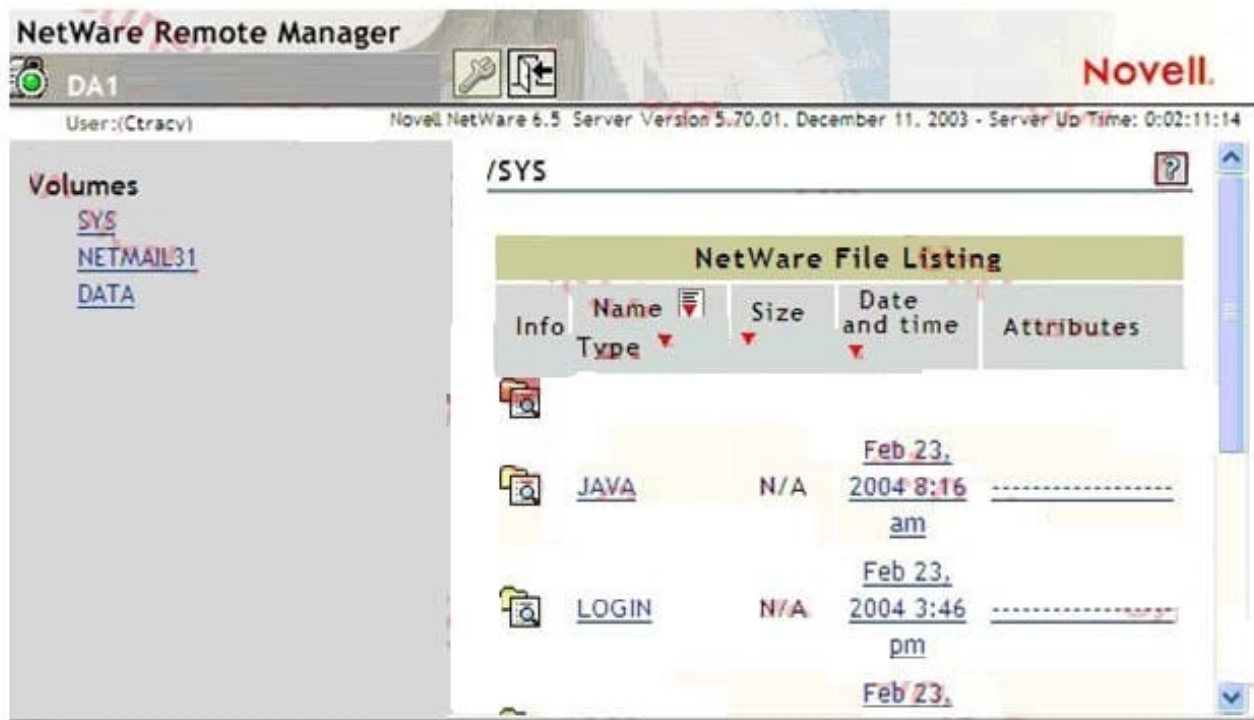 NetWare Remote Manager
DA1
Novell.
User:(Ctracy)
Novell NetWare 6.5 Server Version 5.70.01. December 11. 2003 - Server Up Time: 0:02:11:14
Volumes
SYS
NETMAIL31
DATA
/SYS
?
NetWare File Listing
Info
Name
Type
Size
Date
and time
Attributes
JAVA
N/A
Feb 23,
2004 8:16
am
------------------
LOGIN
N/A
Feb 23,
2004 3:46
pm
------------------
Feb 23,